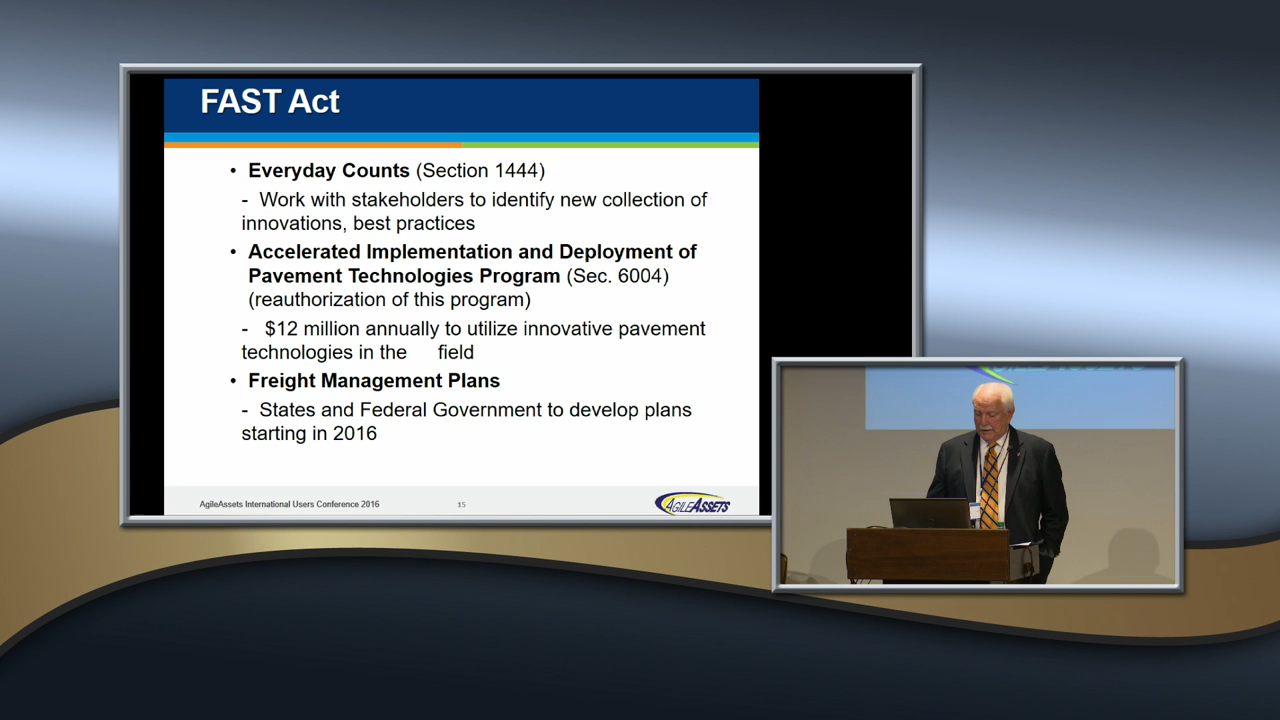 FAST Act
• Everyday Counts (Section 1444)
- Work with stakeholders to identify new collection of
innovations, best practices
• Accelerated Implementation and Deployment of
Pavement Technologies Program (Sec. 6004)
(reauthorization of this program)
- $12 million annually to utilize innovative pavement
technologies in the field
• Freight Management Plans
- States and Federal Government to develop plans
starting in 2016
AgileAssets International Users Conference 2016
15
AGILEASSETS